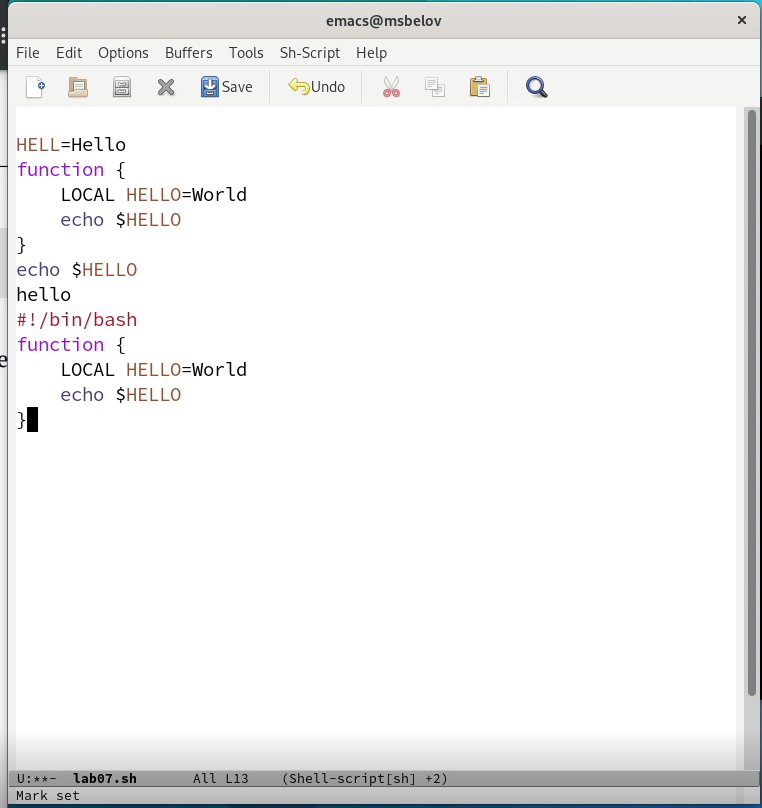 emacs@msbelov
File Edit Options Buffers Tools Sh-Script Help
Save Undo
HELL=Hello
function {
    LOCAL HELLO=World
    echo $HELLO
}
echo $HELLO
hello
#!/bin/bash
function {
    LOCAL HELLO=World
    echo $HELLO
}
U:**-  lab07.sh       All L13    (Shell-script[sh] +2)
Mark set
e